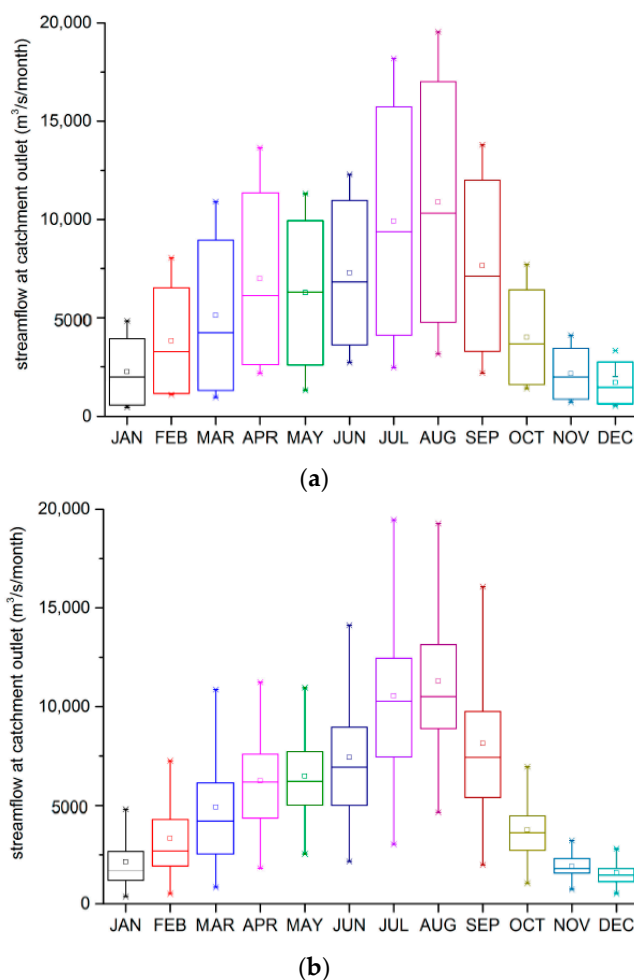 20,000
15,000
10,000
5000
0
streamflow at catchment outlet (m³/s/month)
JAN FEB MAR APR MAY JUN JUL AUG SEP OCT NOV DEC
(a)
20,000
15,000
10,000
5000
0
streamflow at catchment outlet (m³/s/month)
JAN FEB MAR APR MAY JUN JUL AUG SEP OCT NOV DEC
(b)